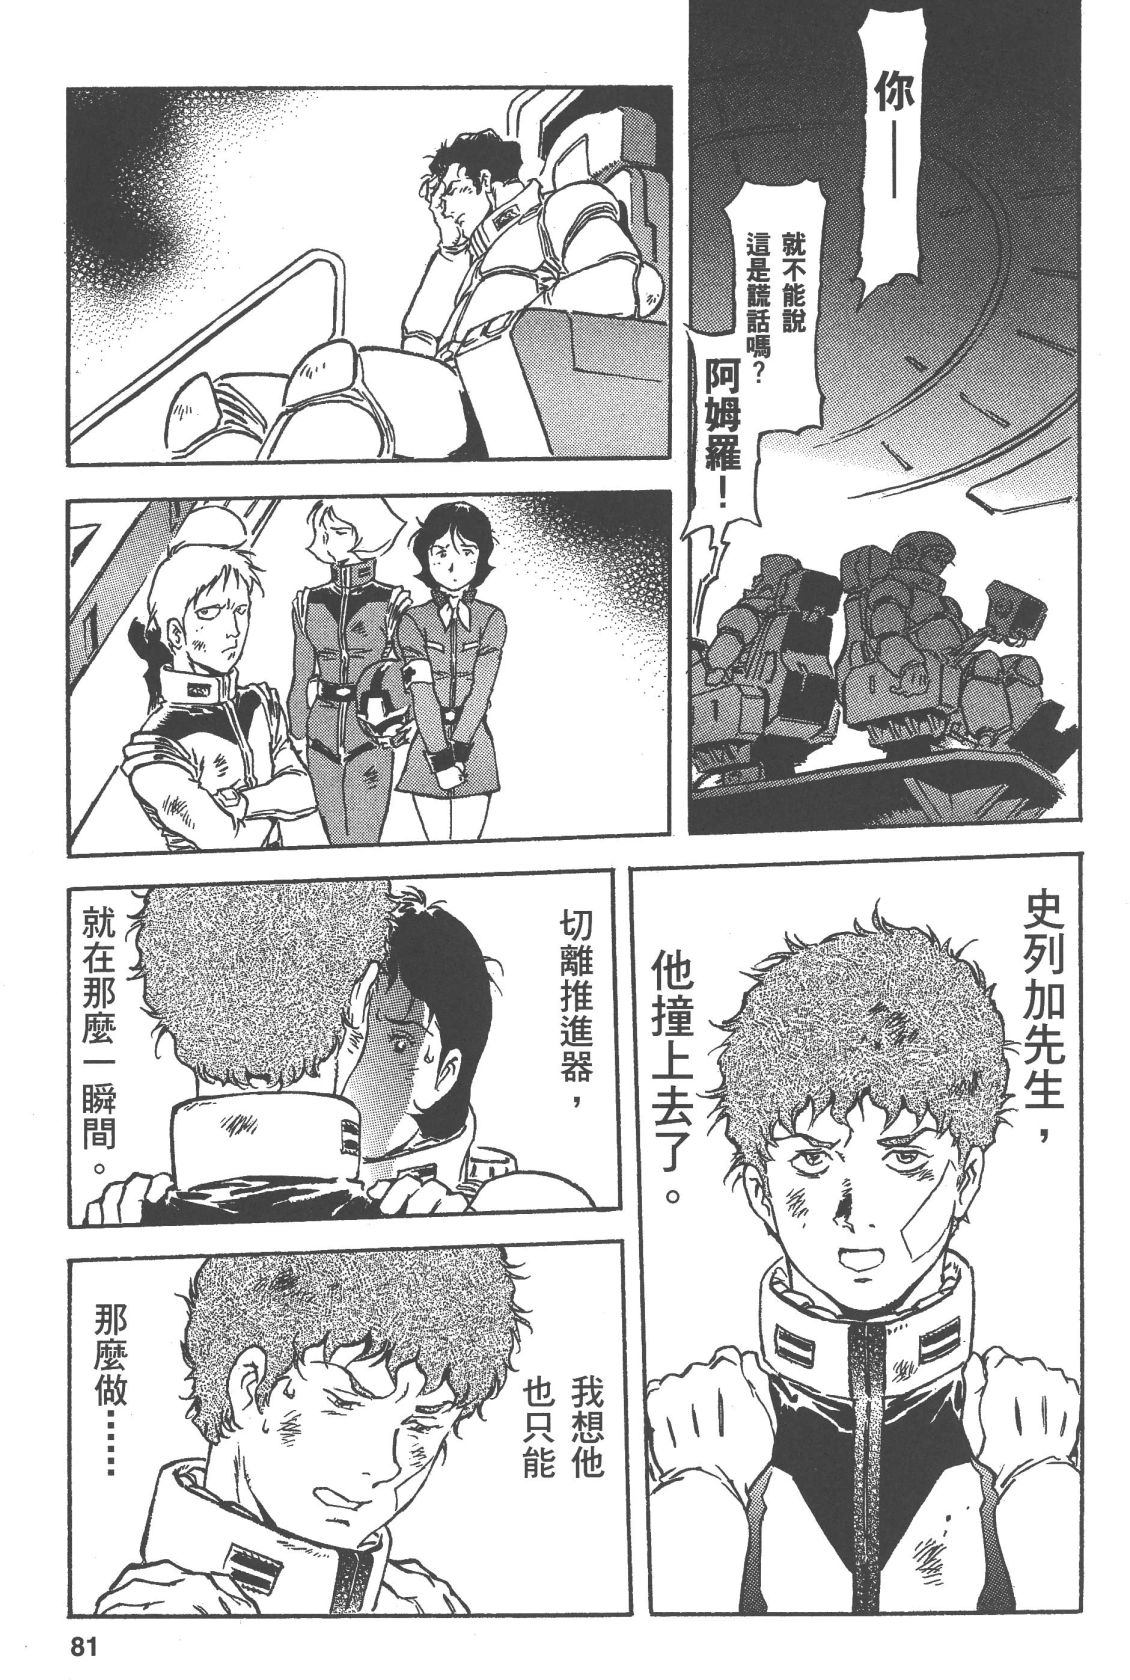 你──
就不能說
這是謊話嗎？
阿姆羅！
史列加先生，
他撞上去了。
切離推進器，
就在那麼一瞬間。
我想他
也只能
那麼做………
81